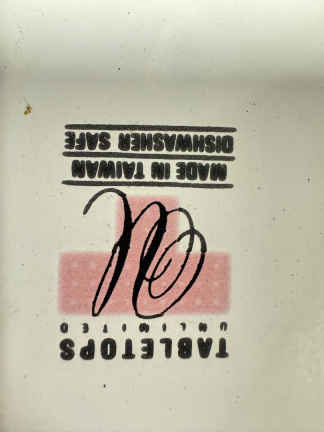 TABLETOPS
UNLIMITED
MADE IN TAIWAN
DISHWASHER SAFE